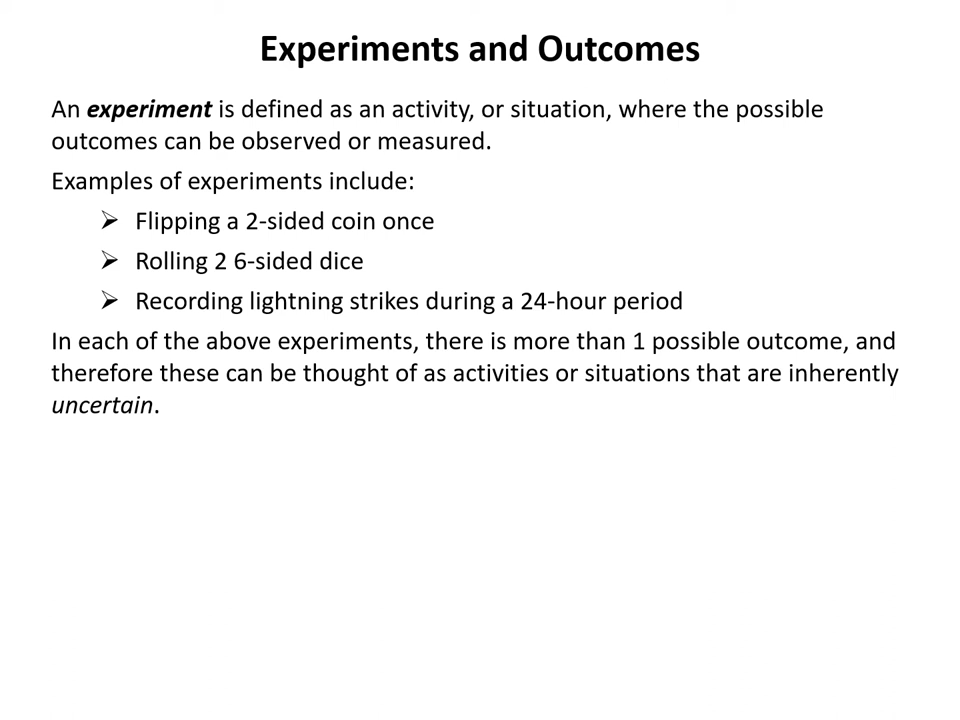 Experiments and Outcomes
An experiment is defined as an activity, or situation, where the possible
outcomes can be observed or measured.
Examples of experiments include:
➢ Flipping a 2-sided coin once
➢ Rolling 2 6-sided dice
➢ Recording lightning strikes during a 24-hour period
In each of the above experiments, there is more than 1 possible outcome, and
therefore these can be thought of as activities or situations that are inherently
uncertain.